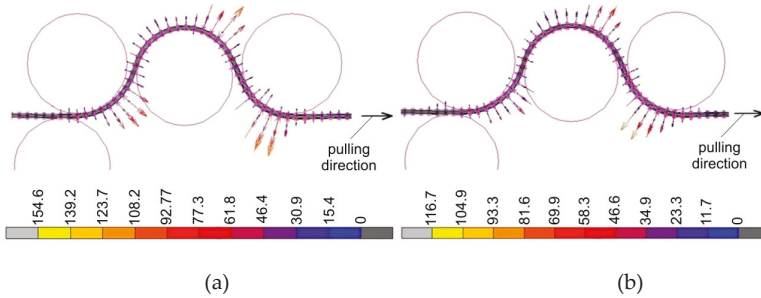 pulling
direction
pulling
direction
154.6 139.2 123.7 108.2 92.77 77.3 61.8 46.4 30.9 15.4 0
116.7 104.9 93.3 81.6 69.9 58.3 46.6 34.9 23.3 11.7 0
(a)
(b)